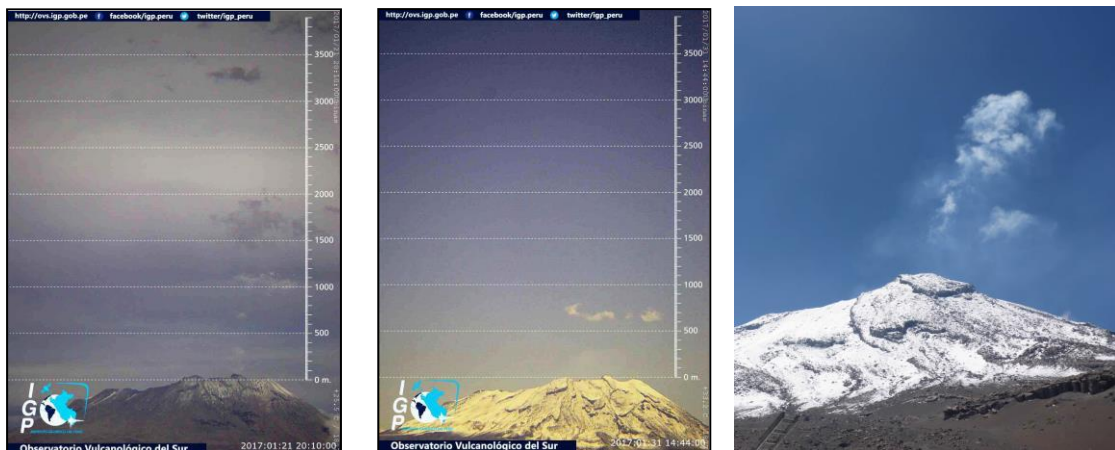 http://ovs.igp.gob.pe facebook/igp.peru twitter/igp_peru
3500
3000
2500
2000
1500
1000
500
0 m.
IGP
Observatorio Vulcanológico del Sur
2017:01:21 20:10:00
http://ovs.igp.gob.pe facebook/igp.peru twitter/igp_peru
3500
3000
2500
2000
1500
1000
500
0 m.
IGP
Observatorio Vulcanológico del Sur
2017:01:31 14:44:00